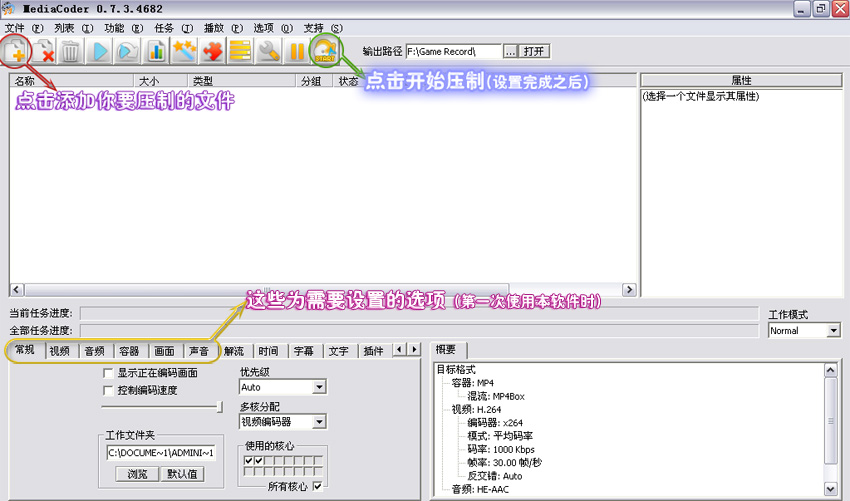 MediaCoder 0.7.3.4682
文件 (F) 列表 (I) 功能 (E) 任务 (T) 播放 (P) 选项 (O) 支持 (S)
START 输出路径 F:\Game Record\ ... 打开
名称 大小 类型 分组 状态 属性
点击开始压制(设置完成之后)
点击添加你要压制的文件
(选择一个文件显示其属性)
这些为需要设置的选项 (第一次使用本软件时)
当前任务进度: 工作模式
全部任务进度: Normal
常规 视频 音频 容器 画面 声音 解流 时间 字幕 文字 插件 概要
显示正在编码画面 优先级
控制编码速度 Auto
多核分配
视频编码器
工作文件夹 使用的核心
C:\DOCUME~1\ADMINI~1
浏览 默认值
所有核心
目标格式
容器: MP4
混流: MP4Box
视频: H.264
编码器: x264
模式: 平均码率
码率: 1000 Kbps
帧率: 30.00 帧/秒
反交错: Auto
音频: HE-AAC